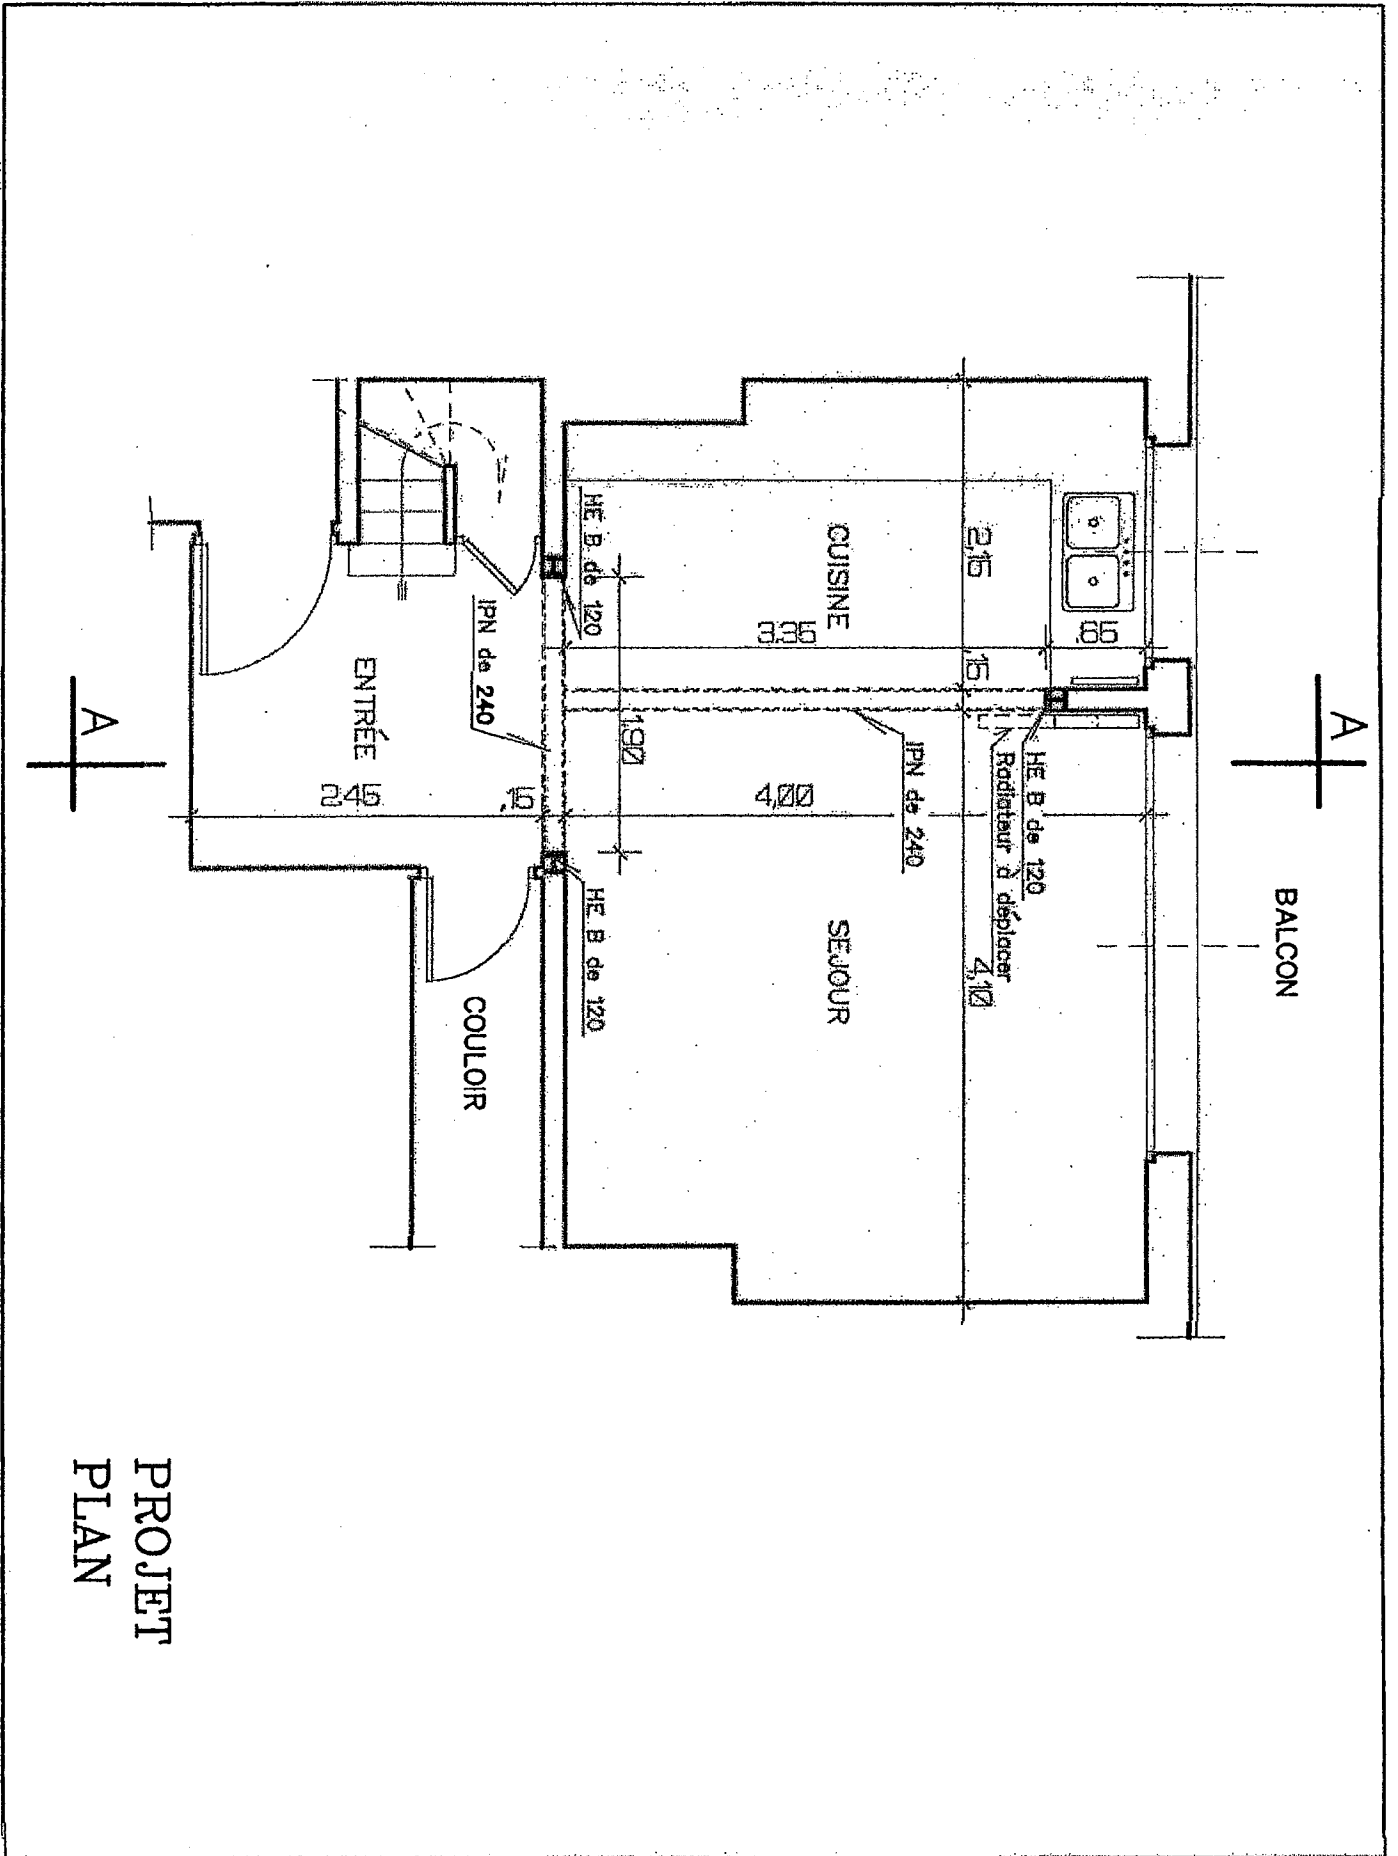 A
A
BALCON
HE B de 120
Radiateur à déplacer
2,15
,15
4,10
IPN de 240
CUISINE
SEJOUR
3.35
.65
4,00
1.90
HE B de 120
HE B de 120
IPN de 240
2.45
,15
COULOIR
ENTRÉE
PROJET
PLAN